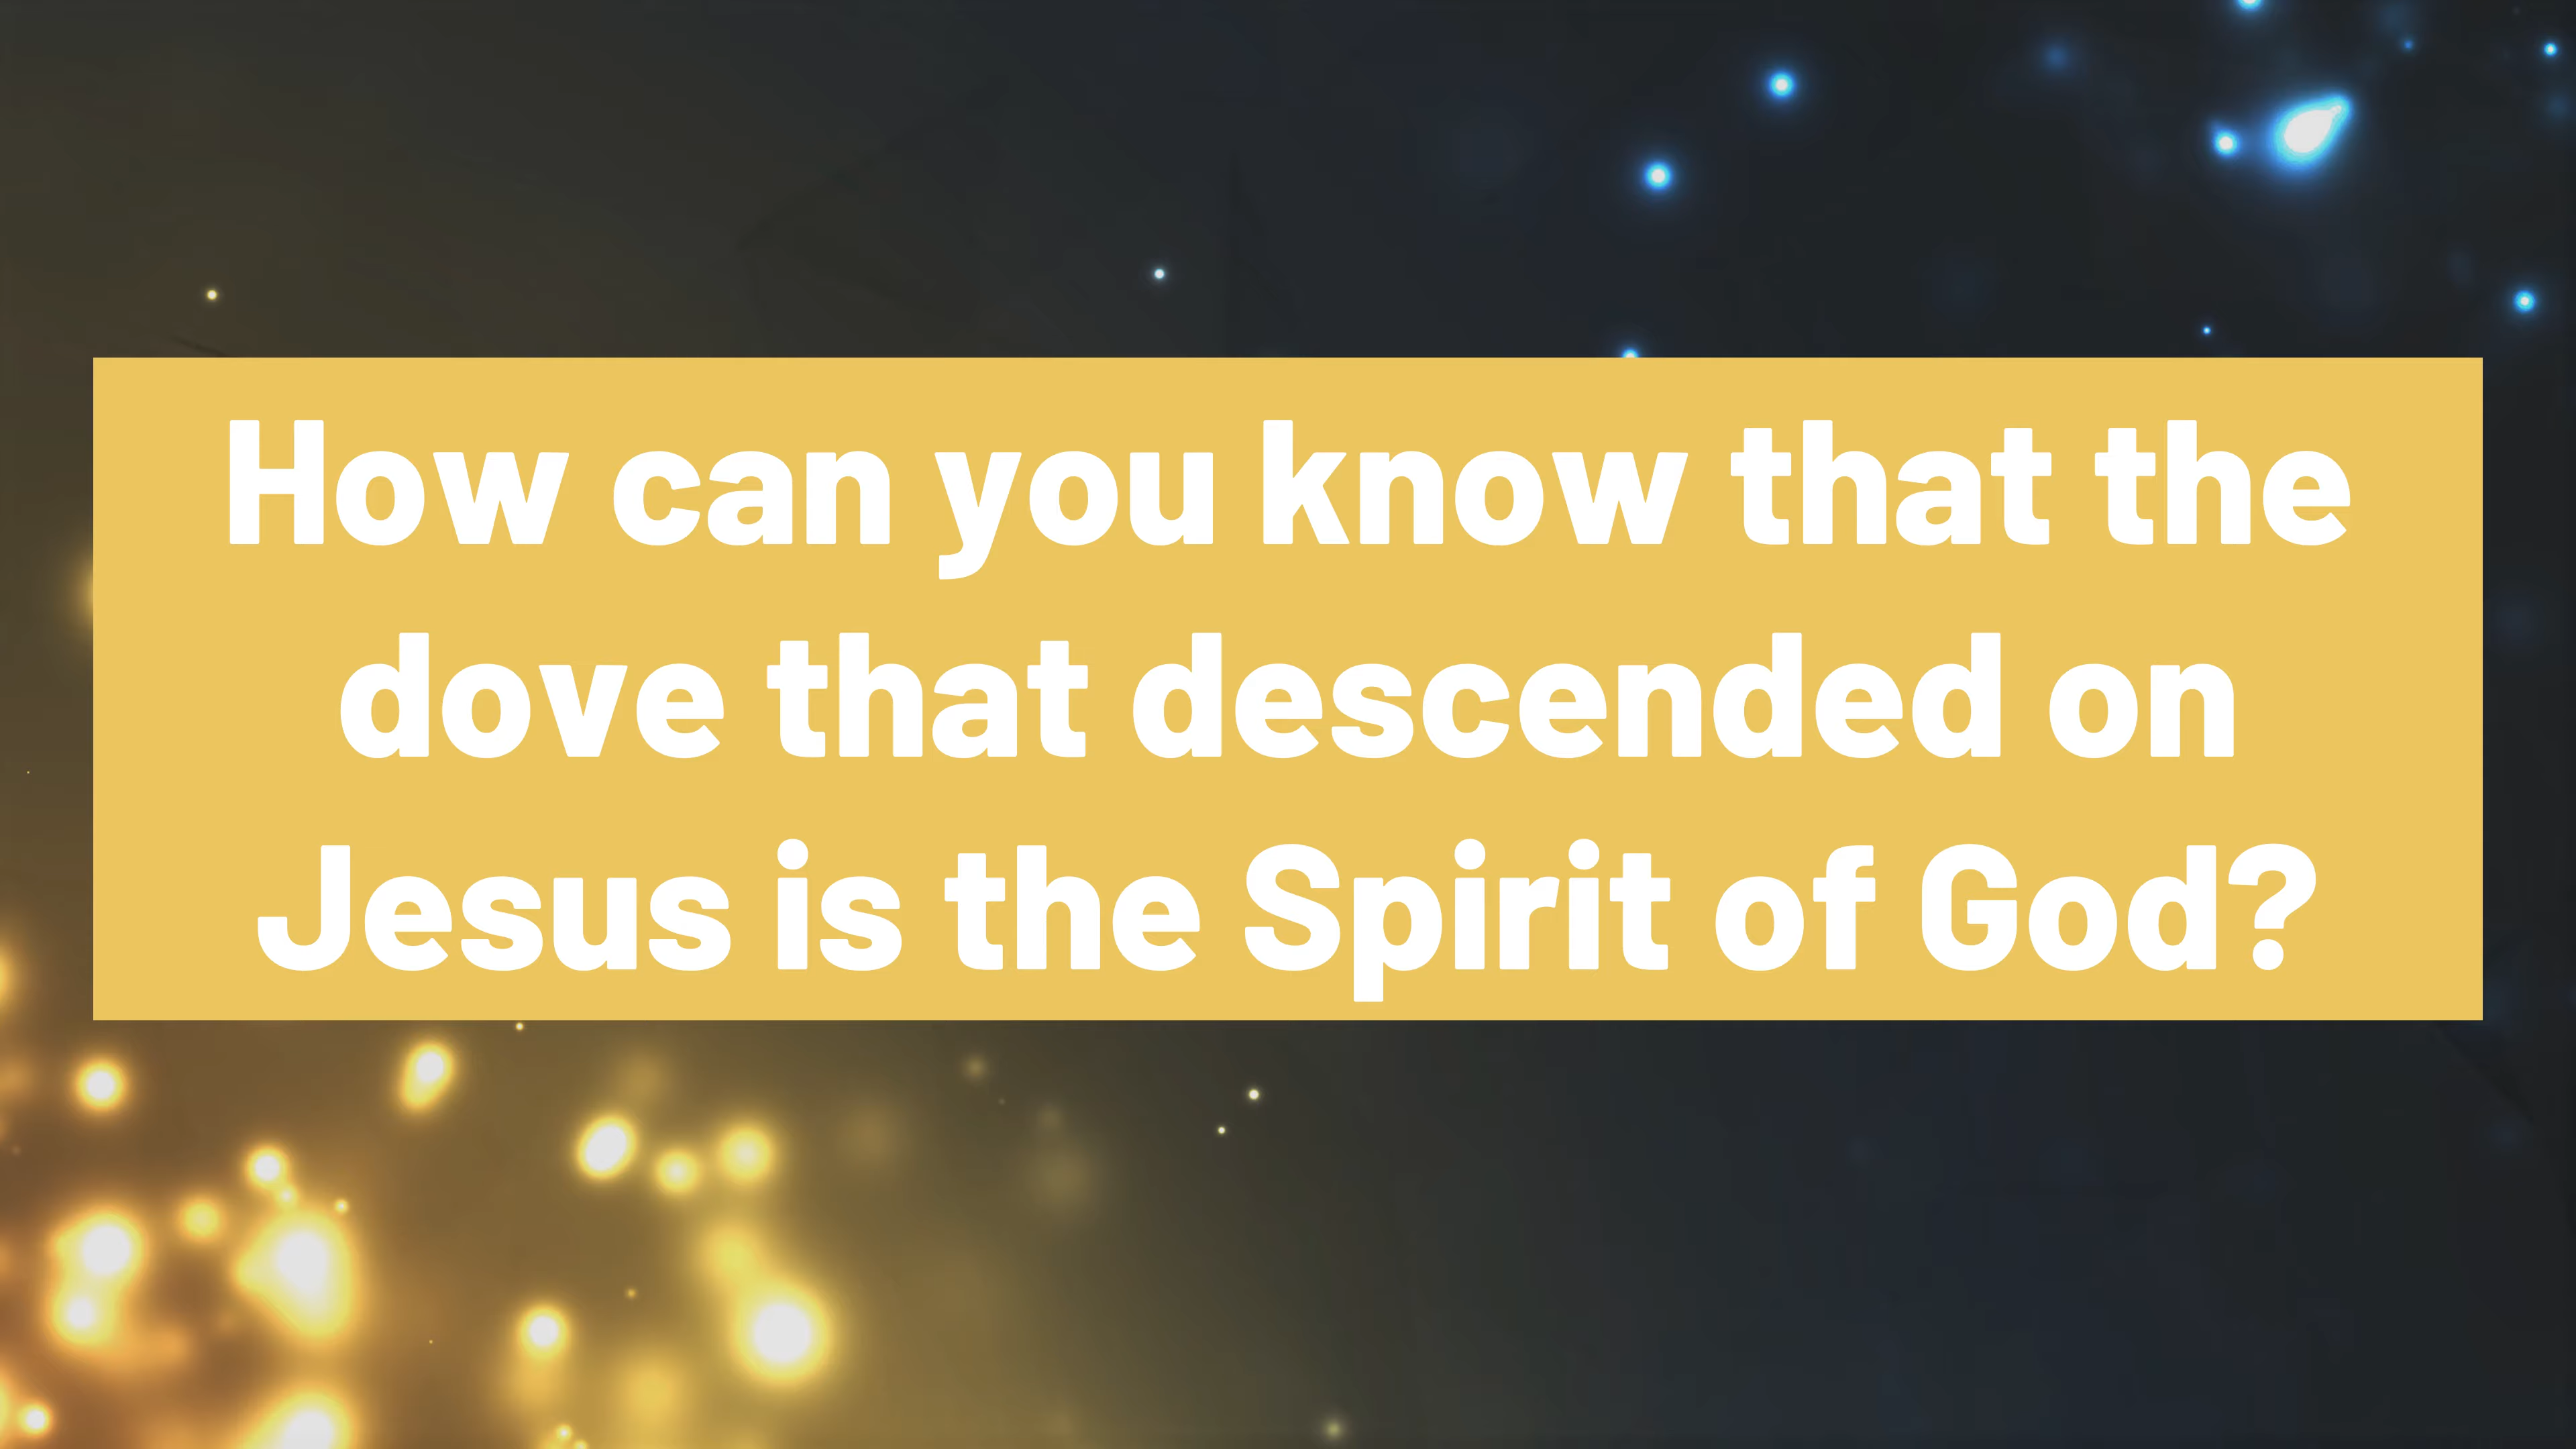 How can you know that the
dove that descended on
Jesus is the Spirit of God?